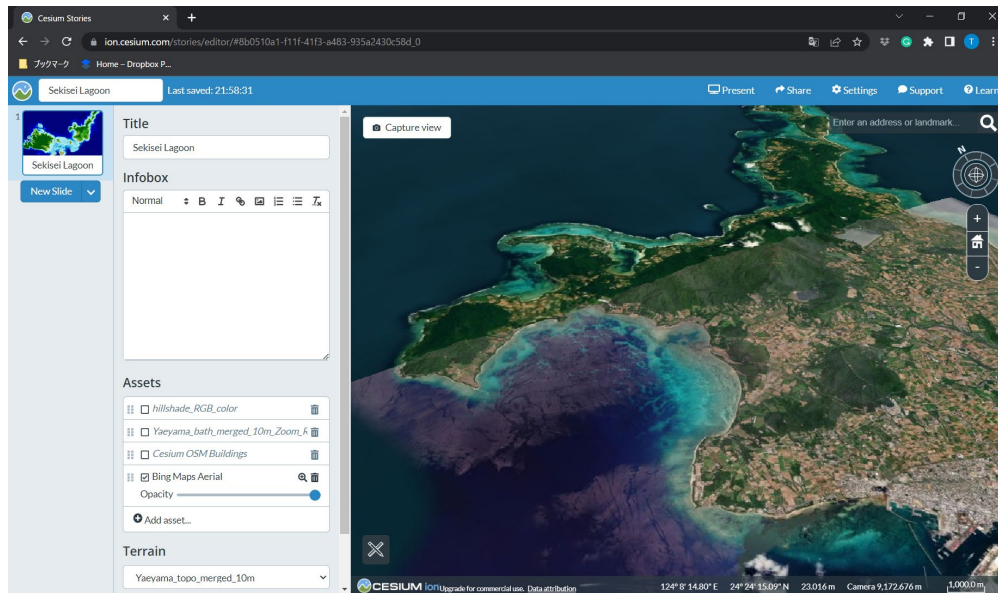 Cesium Stories
ion.cesium.com/stories/editor/#8b0510a1-f11f-41f3-a483-935a2430c58d_0
ブックマーク Home – Dropbox P...
Sekisei Lagoon Last saved: 21:58:31 Present Share Settings Support Learn
1
Sekisei Lagoon
New Slide
Title
Sekisei Lagoon
Infobox
Normal B I
Assets
hillshade_RGB_color
Yaeyama_bath_merged_10m_Zoom_R
Cesium OSM Buildings
Bing Maps Aerial
Opacity
Add asset...
Terrain
Yaeyama_topo_merged_10m
Capture view
Enter an address or landmark...
N
+
-
CESIUM ion Upgrade for commercial use. Data attribution 124° 8' 14.80" E 24° 24' 15.09" N 23.016 m Camera 9,172.676 m 1,000.0 m